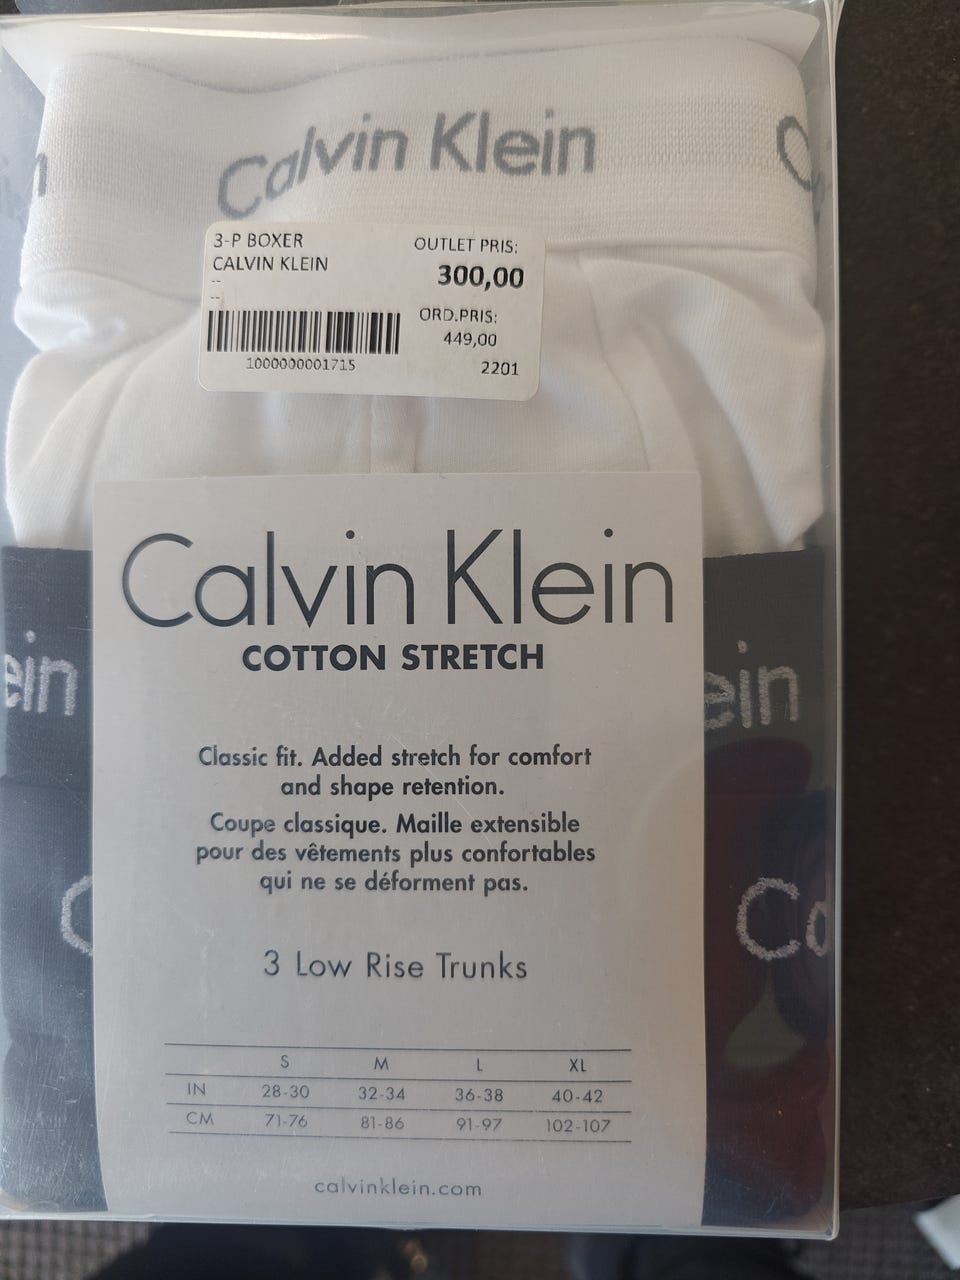 Calvin Klein
3-P BOXER
CALVIN KLEIN
--
--
1000000001715
OUTLET PRIS:
300,00
ORD.PRIS:
449,00
2201
Calvin Klein
COTTON STRETCH
ein
ein
Classic fit. Added stretch for comfort
and shape retention.
Coupe classique. Maille extensible
pour des vêtements plus confortables
qui ne se déforment pas.
C
Ca
3 Low Rise Trunks
S M L XL
IN 28-30 32-34 36-38 40-42
CM 71-76 81-86 91-97 102-107
calvinklein.com